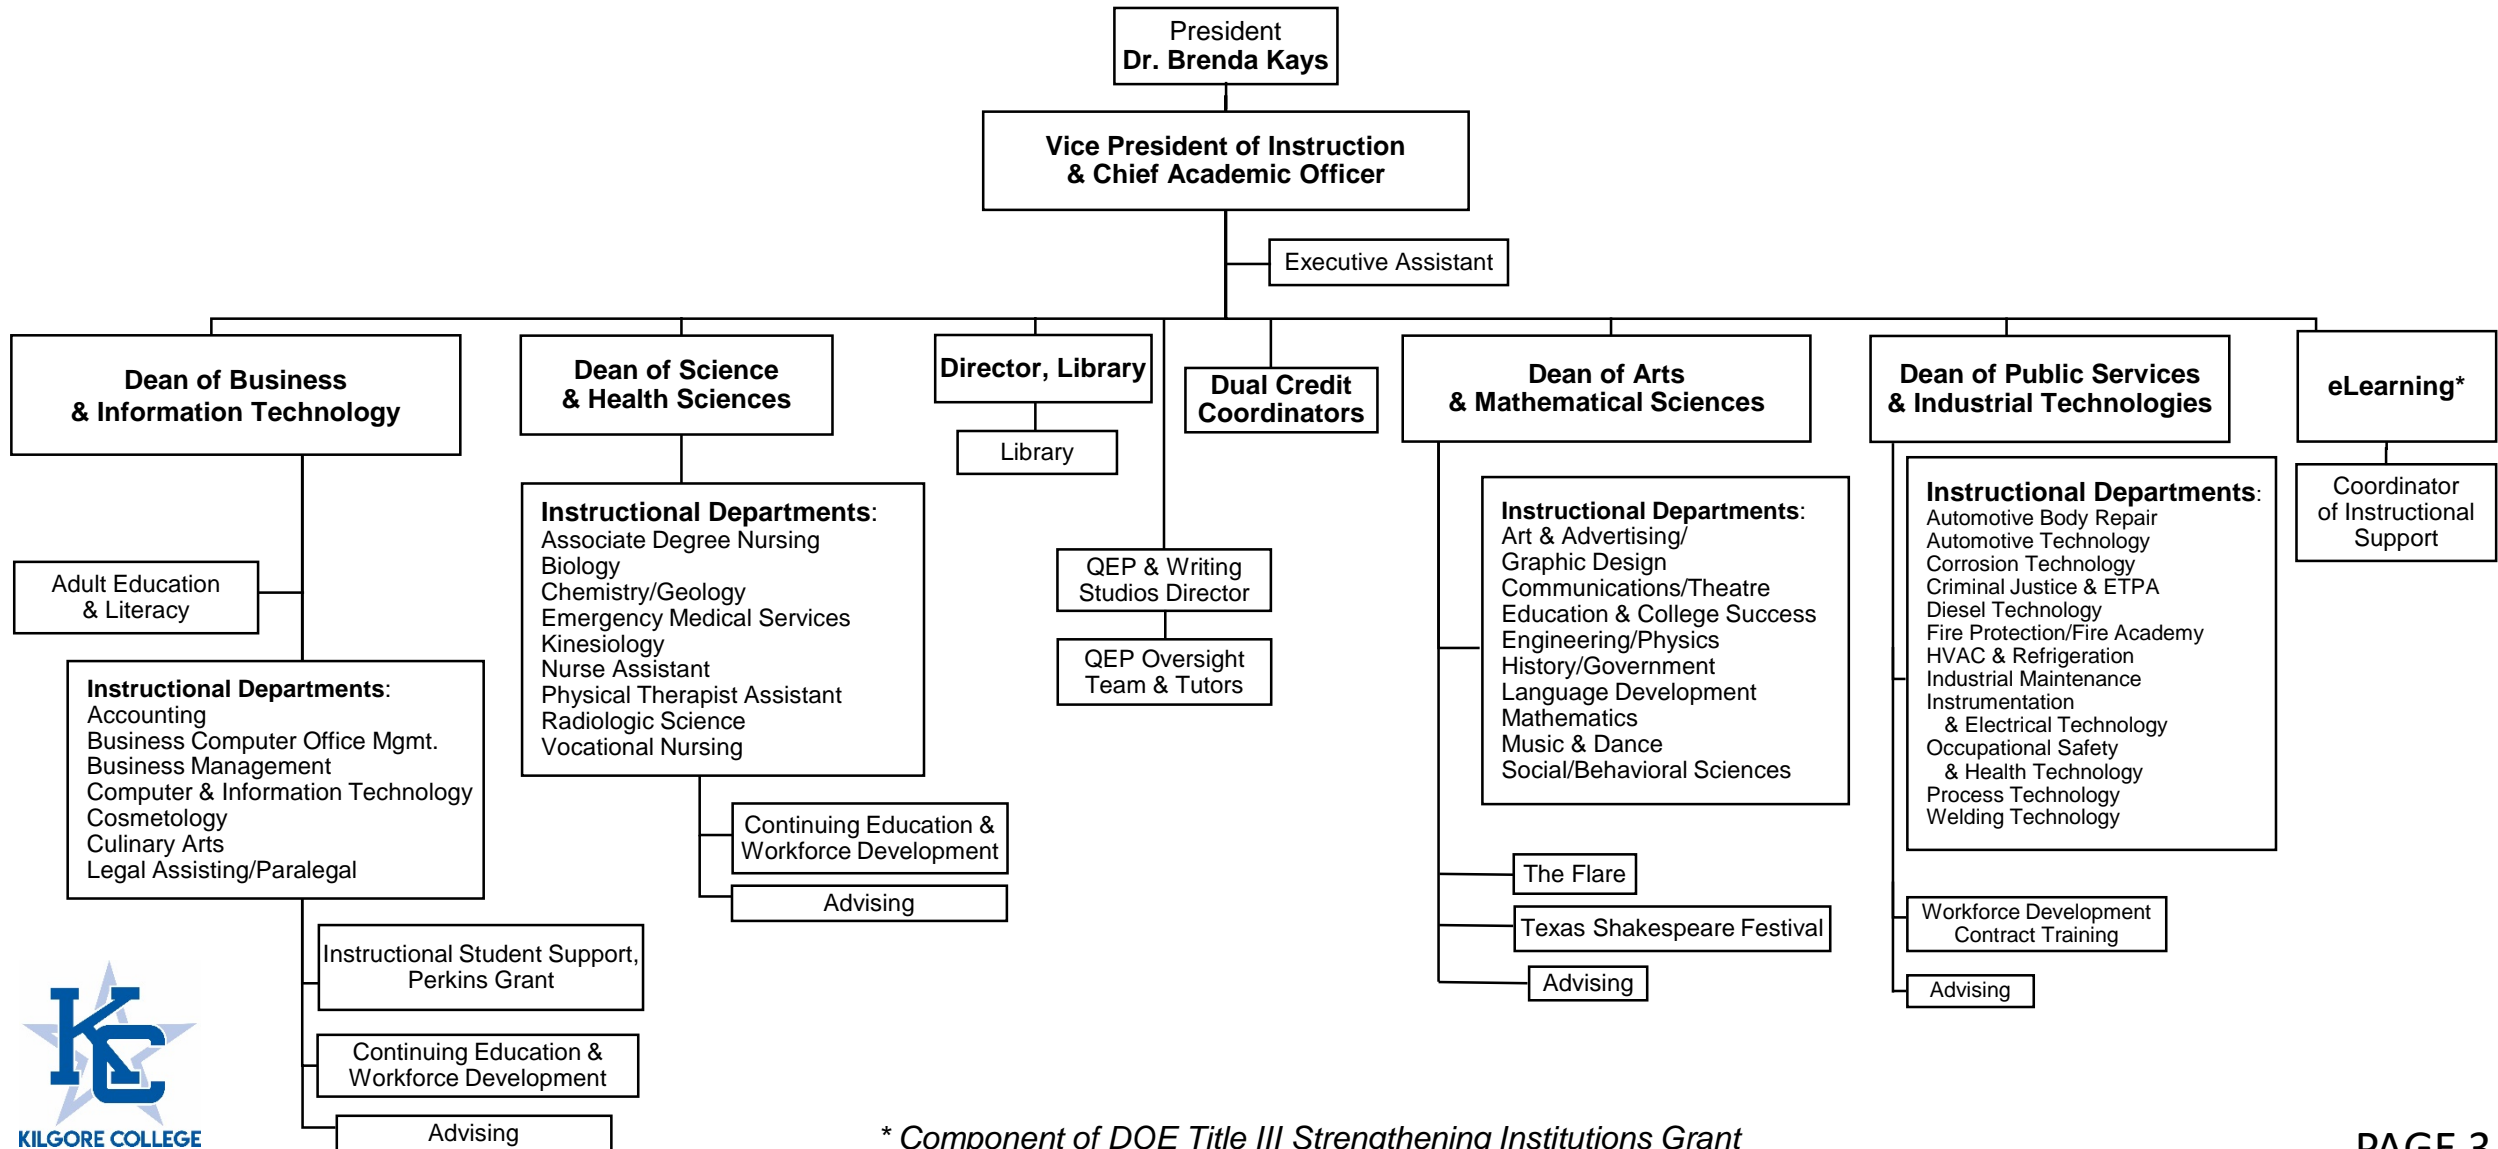 President
Dr. Brenda Kays
Vice President of Instruction
& Chief Academic Officer
Executive Assistant
Dean of Business
& Information Technology
Adult Education
& Literacy
Instructional Departments:
Accounting
Business Computer Office Mgmt.
Business Management
Computer & Information Technology
Cosmetology
Culinary Arts
Legal Assisting/Paralegal
Instructional Student Support,
Perkins Grant
Continuing Education &
Workforce Development
Advising
Dean of Science
& Health Sciences
Instructional Departments:
Associate Degree Nursing
Biology
Chemistry/Geology
Emergency Medical Services
Kinesiology
Nurse Assistant
Physical Therapist Assistant
Radiologic Science
Vocational Nursing
Continuing Education &
Workforce Development
Advising
Director, Library
Library
QEP & Writing
Studios Director
QEP Oversight
Team & Tutors
Dual Credit
Coordinators
Dean of Arts
& Mathematical Sciences
Instructional Departments:
Art & Advertising/
Graphic Design
Communications/Theatre
Education & College Success
Engineering/Physics
History/Government
Language Development
Mathematics
Music & Dance
Social/Behavioral Sciences
The Flare
Texas Shakespeare Festival
Advising
Dean of Public Services
& Industrial Technologies
Instructional Departments:
Automotive Body Repair
Automotive Technology
Corrosion Technology
Criminal Justice & ETPA
Diesel Technology
Fire Protection/Fire Academy
HVAC & Refrigeration
Industrial Maintenance
Instrumentation
& Electrical Technology
Occupational Safety
& Health Technology
Process Technology
Welding Technology
Workforce Development
Contract Training
Advising
eLearning*
Coordinator
of Instructional
Support
KC
KILGORE COLLEGE
* Component of DOE Title III Strengthening Institutions Grant
PAGE 3